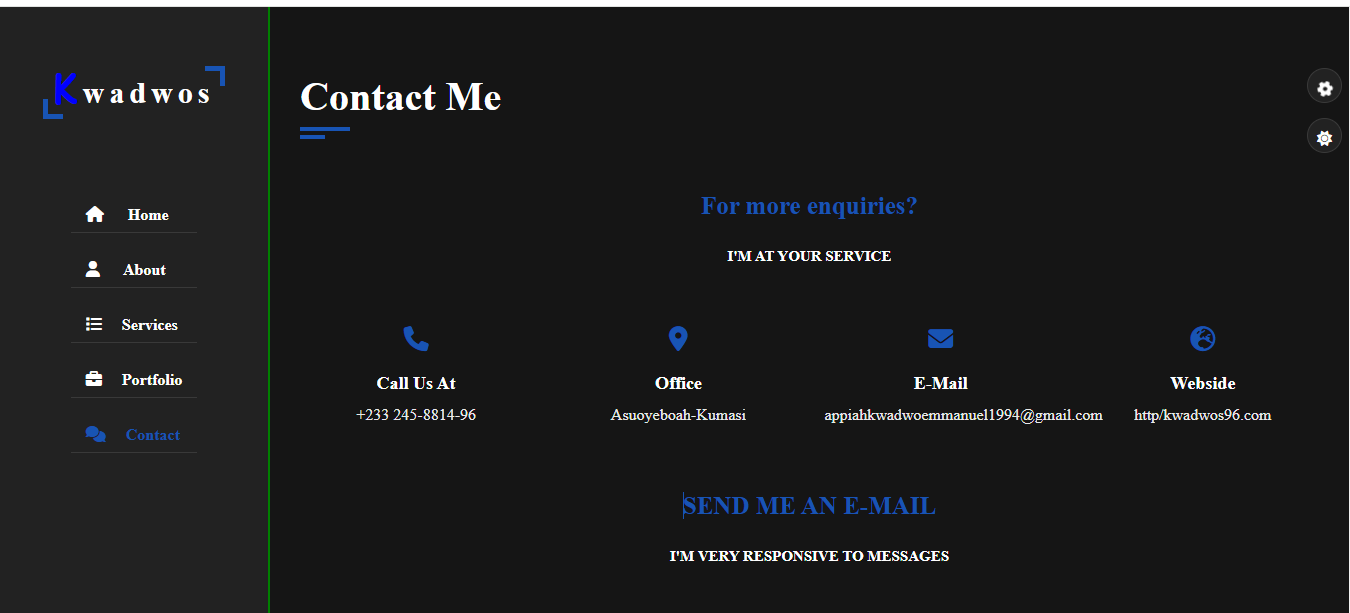 Kwadwos
Home
About
Services
Portfolio
Contact
Contact Me
For more enquiries?
I'M AT YOUR SERVICE
Call Us At
+233 245-8814-96
Office
Asuoyeboah-Kumasi
E-Mail
appiahkwadwoemmanuel1994@gmail.com
Webside
http/kwadwos96.com
SEND ME AN E-MAIL
I'M VERY RESPONSIVE TO MESSAGES